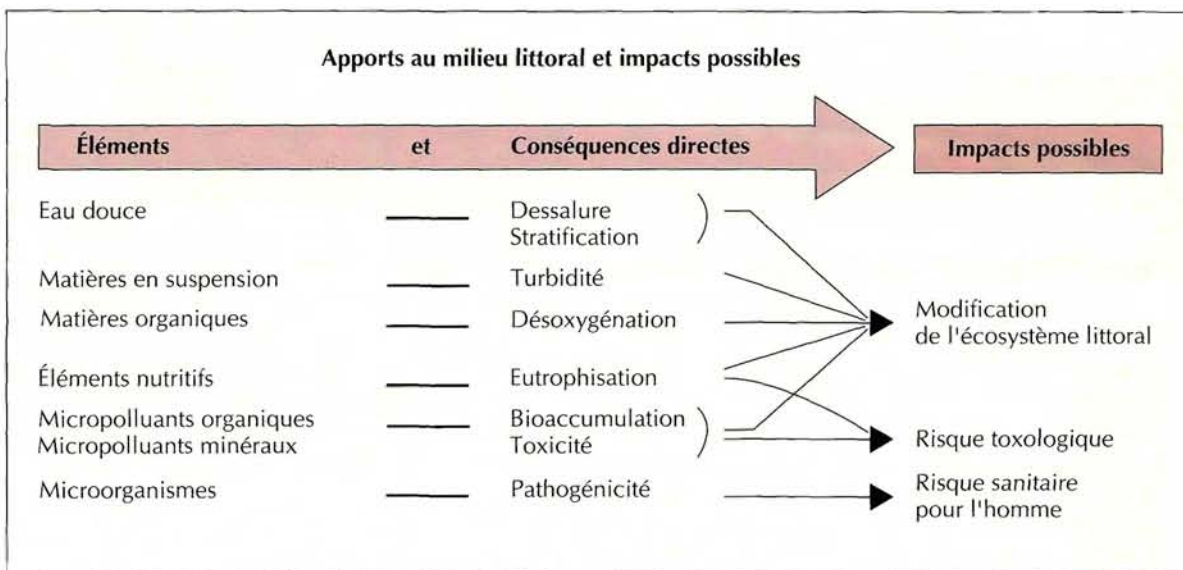 Apports au milieu littoral et impacts possibles
Éléments et Conséquences directes Impacts possibles
Eau douce Dessalure
Stratification
Matières en suspension Turbidité
Matières organiques Désoxygénation
Modification
de l'écosystème littoral
Éléments nutritifs Eutrophisation
Micropolluants organiques Bioaccumulation
Micropolluants minéraux Toxicité
Risque toxologique
Microorganismes Pathogénicité
Risque sanitaire
pour l'homme